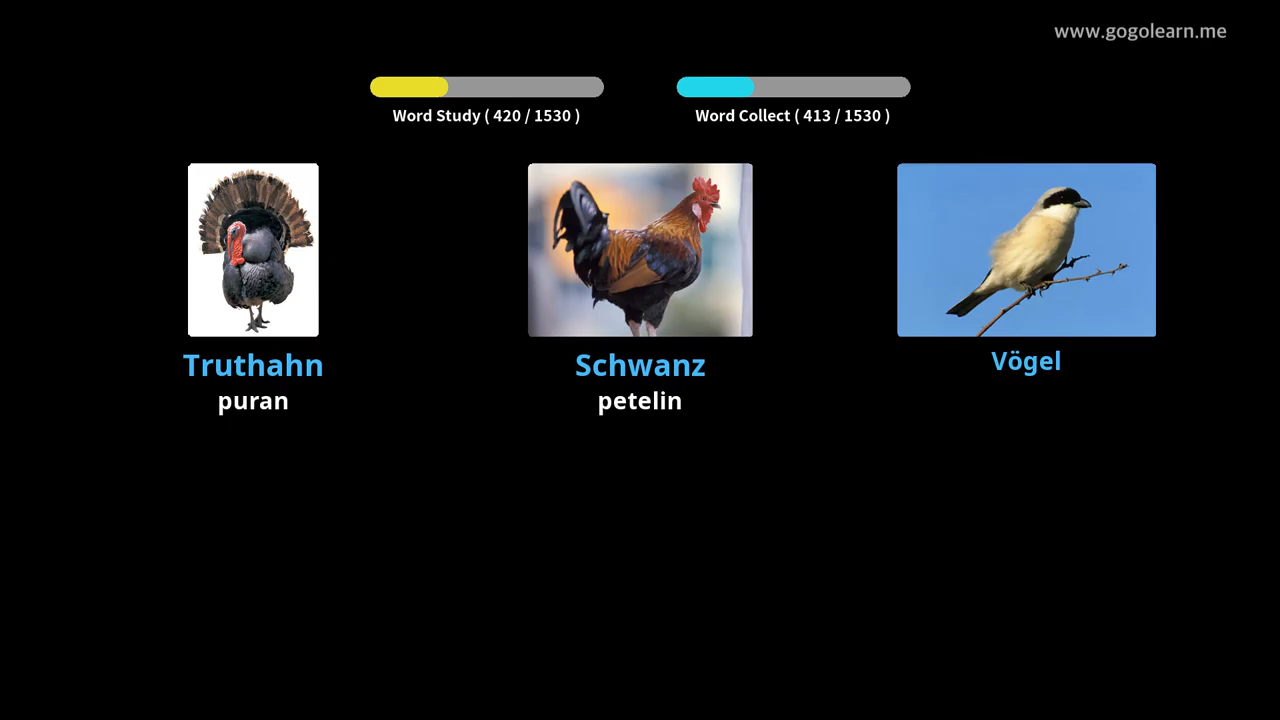 www.gogolearn.me
Word Study ( 420 / 1530 )
Word Collect ( 413 / 1530 )
Truthahn
puran
Schwanz
petelin
Vögel